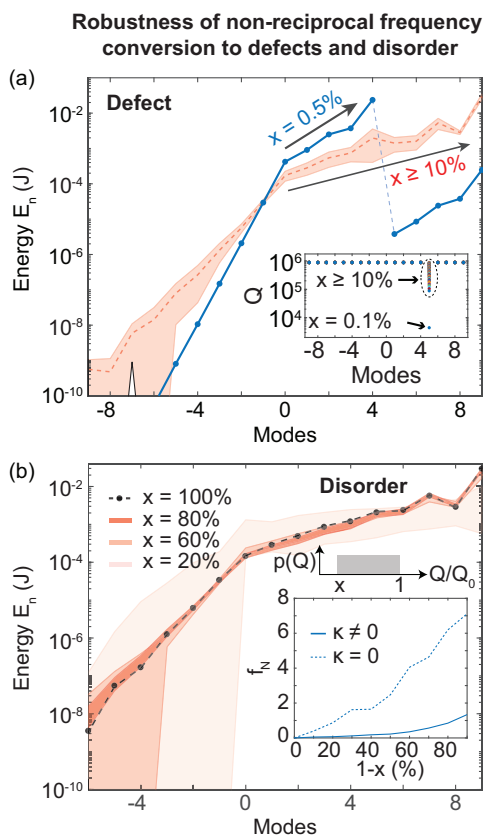 Robustness of non-reciprocal frequency
conversion to defects and disorder
(a)
Defect
x = 0.5%
x ≥ 10%
Energy E_n (J)
10^-2
10^-4
10^-6
10^-8
10^-10
-8 -4 0 4 8
Modes
Q
10^6
10^5
10^4
x ≥ 10%
x = 0.1%
-8 -4 0 4 8
Modes
(b)
Disorder
x = 100%
x = 80%
x = 60%
x = 20%
p(Q)
x 1
Q/Q_0
Energy E_n (J)
10^-2
10^-4
10^-6
10^-8
10^-10
-4 0 4 8
Modes
f_N
8
6
4
2
0
κ ≠ 0
κ = 0
0 20 40 60 80
1-x (%)